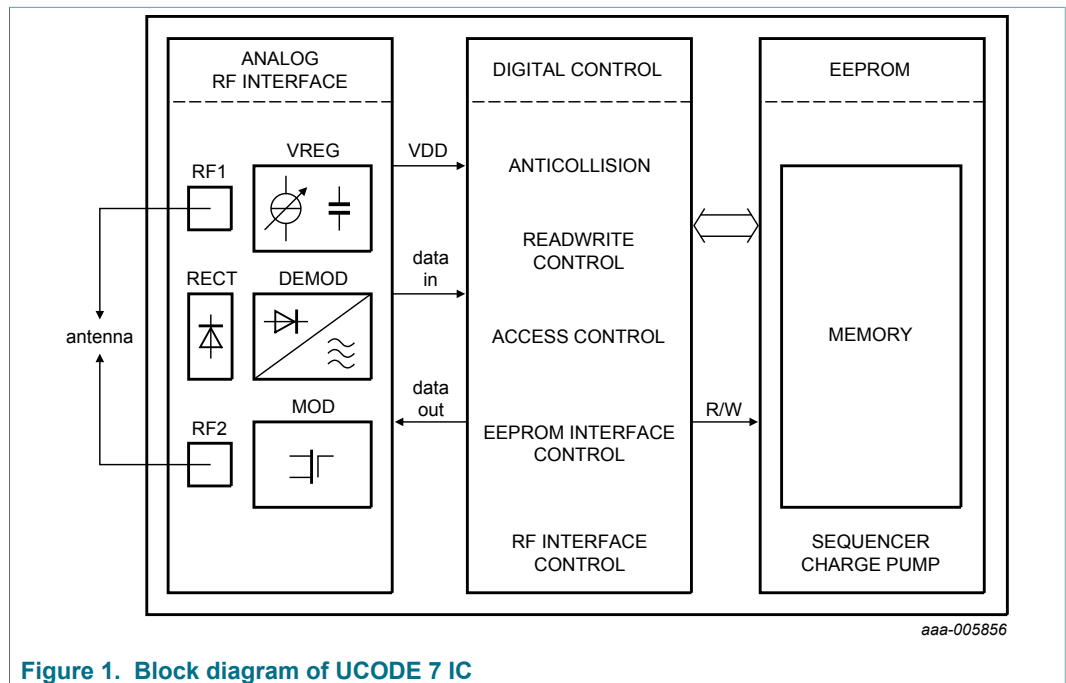 ANALOG
RF INTERFACE
DIGITAL CONTROL
EEPROM
VREG
RF1
VDD
ANTICOLLISION
READWRITE
CONTROL
RECT
DEMOD
data
in
antenna
ACCESS CONTROL
MEMORY
data
out
MOD
RF2
R/W
EEPROM INTERFACE
CONTROL
RF INTERFACE
CONTROL
SEQUENCER
CHARGE PUMP
aaa-005856
Figure 1. Block diagram of UCODE 7 IC